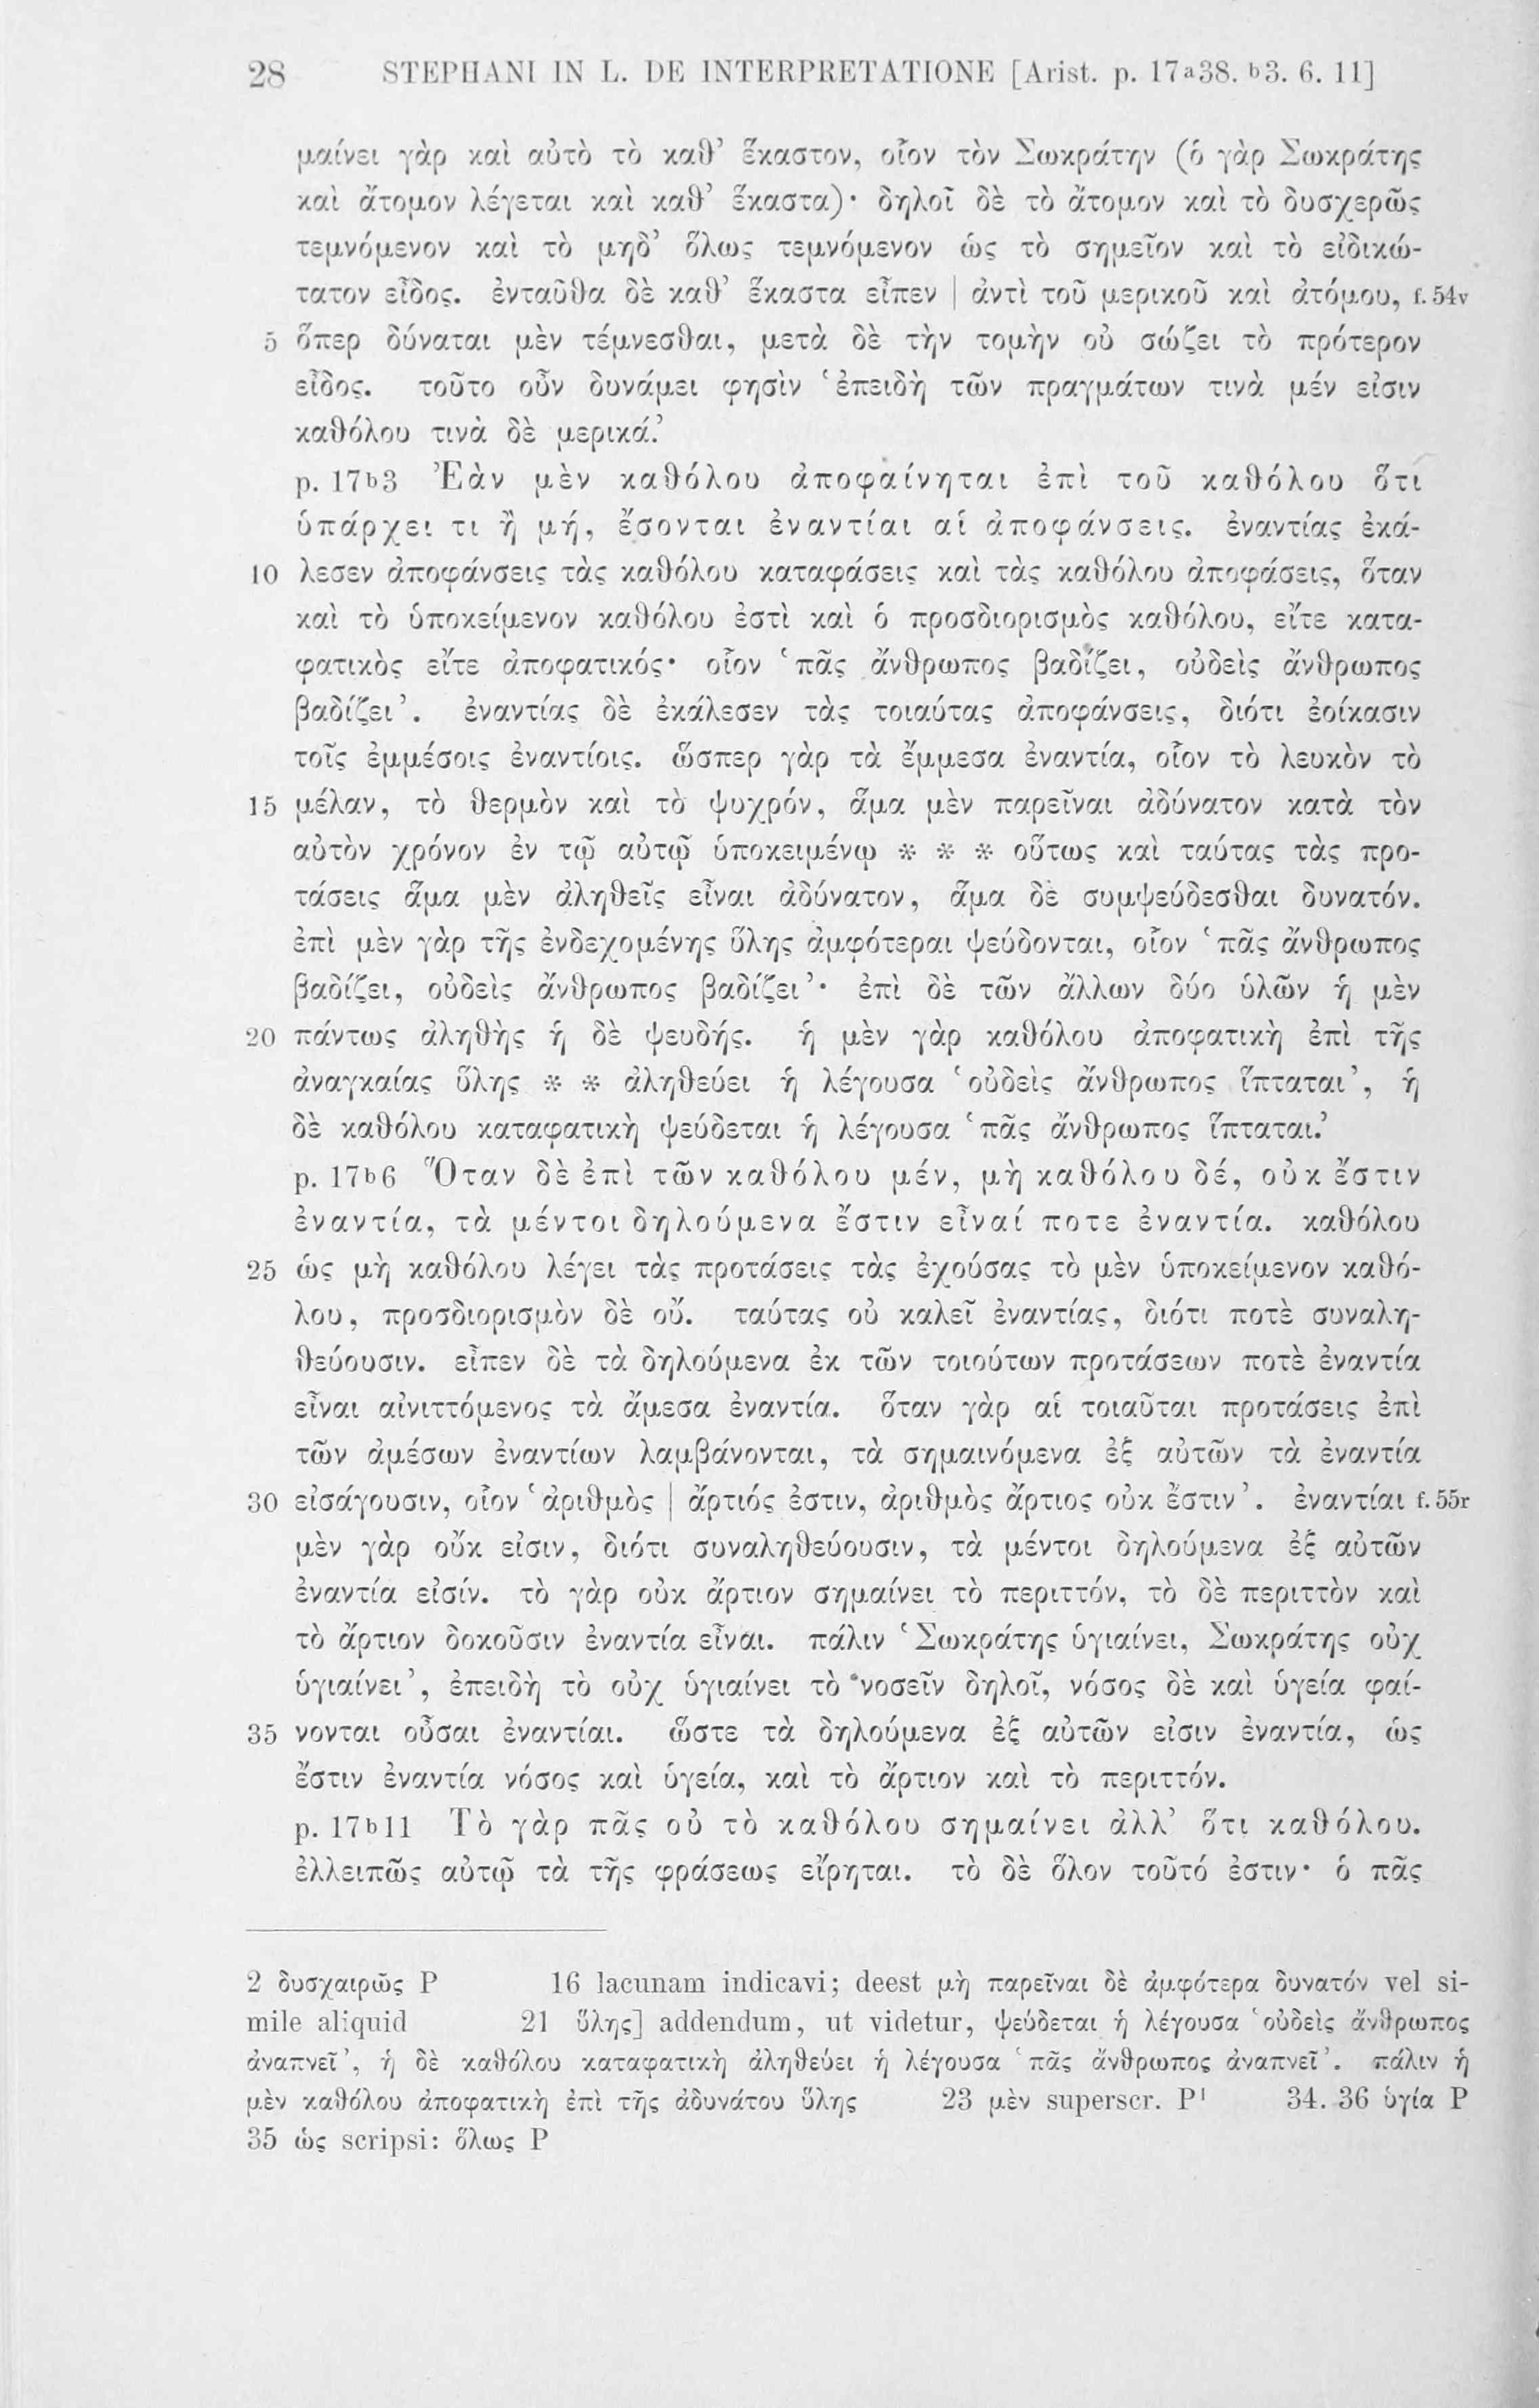 28 STEPHANI IN L. DE INTERPRETATIONE [Arist. p. 17a38. b3. 6. 11]
μαίνει γὰρ καὶ αὐτὸ τὸ καθ’ ἕκαστον, οἷον τὸν Σωκράτην (ὁ γὰρ Σωκράτης
καὶ ἄτομον λέγεται καὶ καθ’ ἕκαστα)· δηλοῖ δὲ τὸ ἄτομον καὶ τὸ δυσχερῶς
τεμνόμενον καὶ τὸ μηδ’ ὅλως τεμνόμενον ὡς τὸ σημεῖον καὶ τὸ εἰδικώ-
τατον εἶδος. ἐνταῦθα δὲ καθ’ ἕκαστα εἶπεν | ἀντὶ τοῦ μερικοῦ καὶ ἀτόμου, f. 54v
5 ὅπερ δύναται μὲν τέμνεσθαι, μετὰ δὲ τὴν τομὴν οὐ σώζει τὸ πρότερον
εἶδος. τοῦτο οὖν δυνάμει φησὶν ‘ἐπειδὴ τῶν πραγμάτων τινὰ μέν εἰσιν
καθόλου τινὰ δὲ μερικά.’
p. 17b3 Ἐὰν μὲν καθόλου ἀποφαίνηται ἐπὶ τοῦ καθόλου ὅτι
ὑπάρχει τι ἢ μή, ἔσονται ἐναντίαι αἱ ἀποφάνσεις. ἐναντίας ἐκά-
10 λεσεν ἀποφάνσεις τὰς καθόλου καταφάσεις καὶ τὰς καθόλου ἀποφάσεις, ὅταν
καὶ τὸ ὑποκείμενον καθόλου ἐστὶ καὶ ὁ προσδιορισμὸς καθόλου, εἴτε κατα-
φατικὸς εἴτε ἀποφατικός· οἷον ‘πᾶς ἄνθρωπος βαδίζει, οὐδεὶς ἄνθρωπος
βαδίζει’. ἐναντίας δὲ ἐκάλεσεν τὰς τοιαύτας ἀποφάνσεις, διότι ἐοίκασιν
τοῖς ἐμμέσοις ἐναντίοις. ὥσπερ γὰρ τὰ ἔμμεσα ἐναντία, οἷον τὸ λευκὸν τὸ
15 μέλαν, τὸ θερμὸν καὶ τὸ ψυχρόν, ἅμα μὲν παρεῖναι ἀδύνατον κατὰ τὸν
αὐτὸν χρόνον ἐν τῷ αὐτῷ ὑποκειμένῳ * * * οὕτως καὶ ταύτας τὰς προ-
τάσεις ἅμα μὲν ἀληθεῖς εἶναι ἀδύνατον, ἅμα δὲ συμψεύδεσθαι δυνατόν.
ἐπὶ μὲν γὰρ τῆς ἐνδεχομένης ὕλης ἀμφότεραι ψεύδονται, οἷον ‘πᾶς ἄνθρωπος
βαδίζει, οὐδεὶς ἄνθρωπος βαδίζει’· ἐπὶ δὲ τῶν ἄλλων δύο ὑλῶν ἡ μὲν
20 πάντως ἀληθὴς ἡ δὲ ψευδής. ἡ μὲν γὰρ καθόλου ἀποφατικὴ ἐπὶ τῆς
ἀναγκαίας ὕλης * * ἀληθεύει ἡ λέγουσα ‘οὐδεὶς ἄνθρωπος ἵπταται’, ἡ
δὲ καθόλου καταφατικὴ ψεύδεται ἡ λέγουσα ‘πᾶς ἄνθρωπος ἵπταται.’
p. 17b6 Ὅταν δὲ ἐπὶ τῶν καθόλου μέν, μὴ καθόλου δέ, οὐκ ἔστιν
ἐναντία, τὰ μέντοι δηλούμενα ἔστιν εἶναί ποτε ἐναντία. καθόλου
25 ὡς μὴ καθόλου λέγει τὰς προτάσεις τὰς ἐχούσας τὸ μὲν ὑποκείμενον καθό-
λου, προσδιορισμὸν δὲ οὔ. ταύτας οὐ καλεῖ ἐναντίας, διότι ποτὲ συναλη-
θεύουσιν. εἶπεν δὲ τὰ δηλούμενα ἐκ τῶν τοιούτων προτάσεων ποτὲ ἐναντία
εἶναι αἰνιττόμενος τὰ ἄμεσα ἐναντία. ὅταν γὰρ αἱ τοιαῦται προτάσεις ἐπὶ
τῶν ἀμέσων ἐναντίων λαμβάνονται, τὰ σημαινόμενα ἐξ αὐτῶν τὰ ἐναντία
30 εἰσάγουσιν, οἷον ‘ἀριθμὸς | ἄρτιός ἐστιν, ἀριθμὸς ἄρτιος οὐκ ἔστιν’. ἐναντίαι f. 55r
μὲν γὰρ οὔκ εἰσιν, διότι συναληθεύουσιν, τὰ μέντοι δηλούμενα ἐξ αὐτῶν
ἐναντία εἰσίν. τὸ γὰρ οὐκ ἄρτιον σημαίνει τὸ περιττόν, τὸ δὲ περιττὸν καὶ
τὸ ἄρτιον δοκοῦσιν ἐναντία εἶναι. πάλιν ‘Σωκράτης ὑγιαίνει, Σωκράτης οὐχ
ὑγιαίνει’, ἐπειδὴ τὸ οὐχ ὑγιαίνει τὸ νοσεῖν δηλοῖ, νόσος δὲ καὶ ὑγεία φαί-
35 νονται οὖσαι ἐναντίαι. ὥστε τὰ δηλούμενα ἐξ αὐτῶν εἰσιν ἐναντία, ὡς
ἔστιν ἐναντία νόσος καὶ ὑγεία, καὶ τὸ ἄρτιον καὶ τὸ περιττόν.
p. 17b11 Τὸ γὰρ πᾶς οὐ τὸ καθόλου σημαίνει ἀλλ’ ὅτι καθόλου.
ἐλλειπῶς αὐτῷ τὰ τῆς φράσεως εἴρηται. τὸ δὲ ὅλον τοῦτό ἐστιν· ὁ πᾶς
2 δυσχαιρῶς P 16 lacunam indicavi; deest μὴ παρεῖναι δὲ ἀμφότερα δυνατόν vel si-
mile aliquid 21 ὕλης] addendum, ut videtur, ψεύδεται ἡ λέγουσα ‘οὐδεὶς ἄνθρωπος
ἀναπνεῖ’, ἡ δὲ καθόλου καταφατικὴ ἀληθεύει ἡ λέγουσα ‘πᾶς ἄνθρωπος ἀναπνεῖ’. πάλιν ἡ
μὲν καθόλου ἀποφατικὴ ἐπὶ τῆς ἀδυνάτου ὕλης 23 μὲν superscr. P1 34. 36 ὑγία P
35 ὡς scripsi: ὅλως P